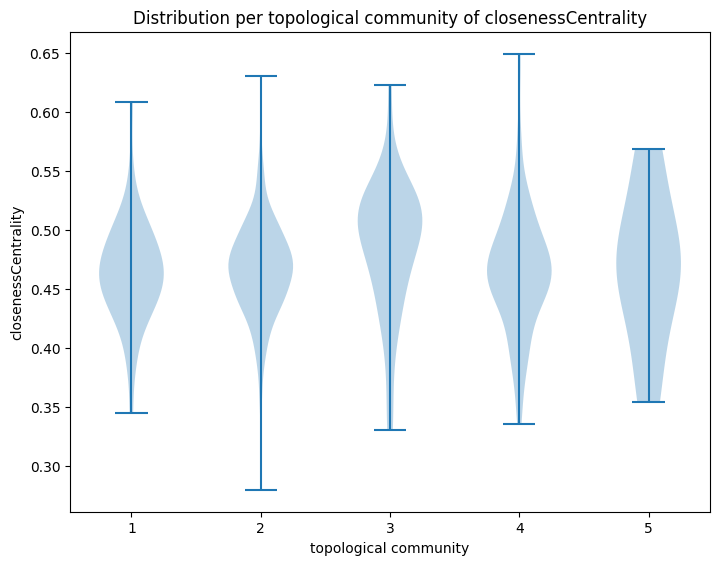 Distribution per topological community of closenessCentrality
0.65
0.60
0.55
0.50
0.45
0.40
0.35
0.30
closenessCentrality
1 2 3 4 5
topological community